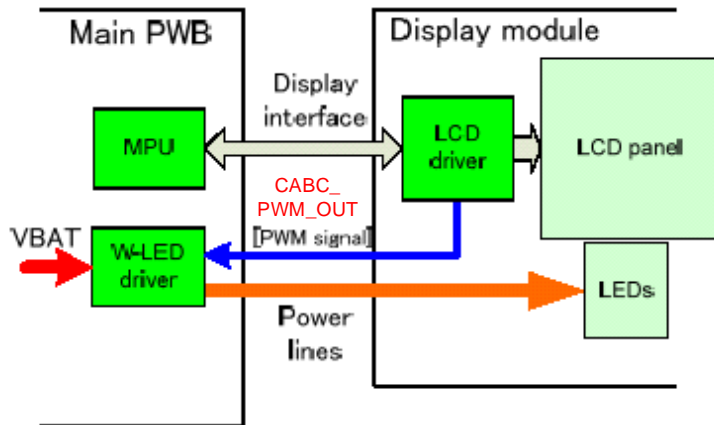 Main PWB
Display module
Display
interface
MPU
LCD
driver
LCD panel
CABC_
PWM_OUT
[PWM signal]
VBAT
W-LED
driver
LEDs
Power
lines